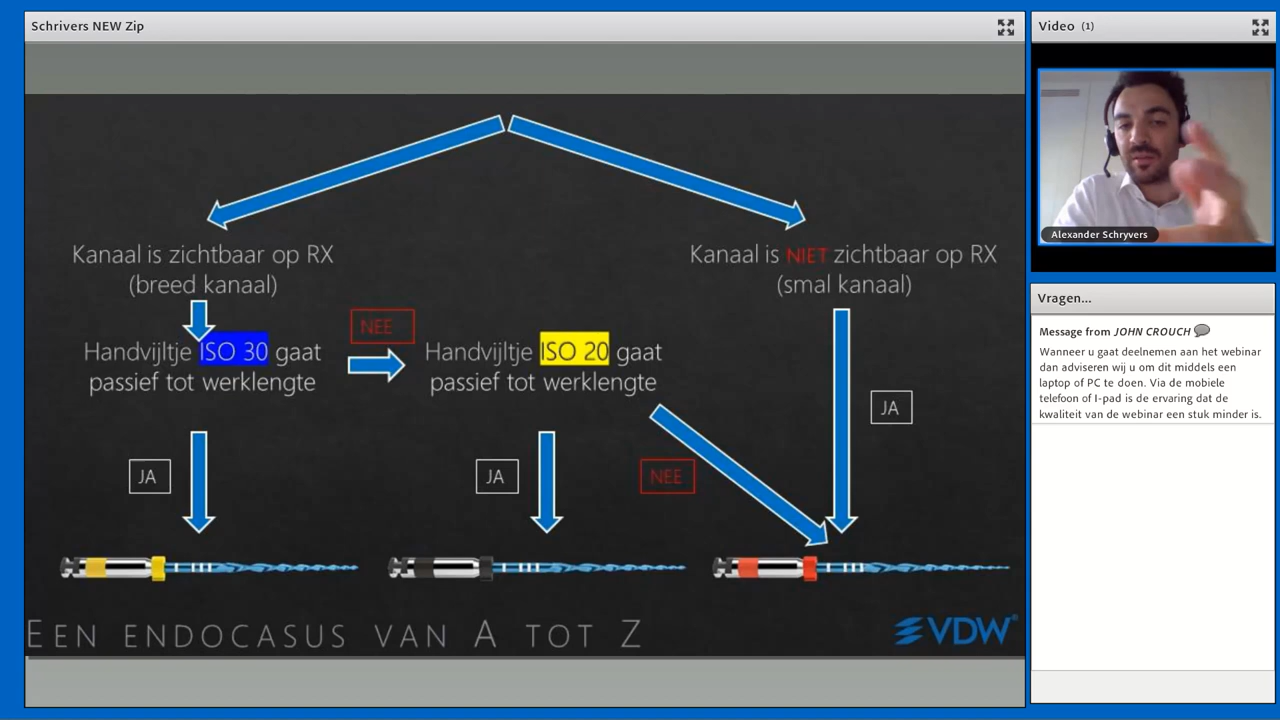 Schrivers NEW Zip
Kanaal is zichtbaar op RX
(breed kanaal)
Kanaal is NIET zichtbaar op RX
(smal kanaal)
Handvijltje ISO 30 gaat
passief tot werklengte
NEE
Handvijltje ISO 20 gaat
passief tot werklengte
JA
JA
JA
NEE
EEN ENDOCASUS VAN A TOT Z
VDW
Video (1)
Alexander Schryvers
Vragen...
Message from JOHN CROUCH
Wanneer u gaat deelnemen aan het webinar
dan adviseren wij u om dit middels een
laptop of PC te doen. Via de mobiele
telefoon of I-pad is de ervaring dat de
kwaliteit van de webinar een stuk minder is.